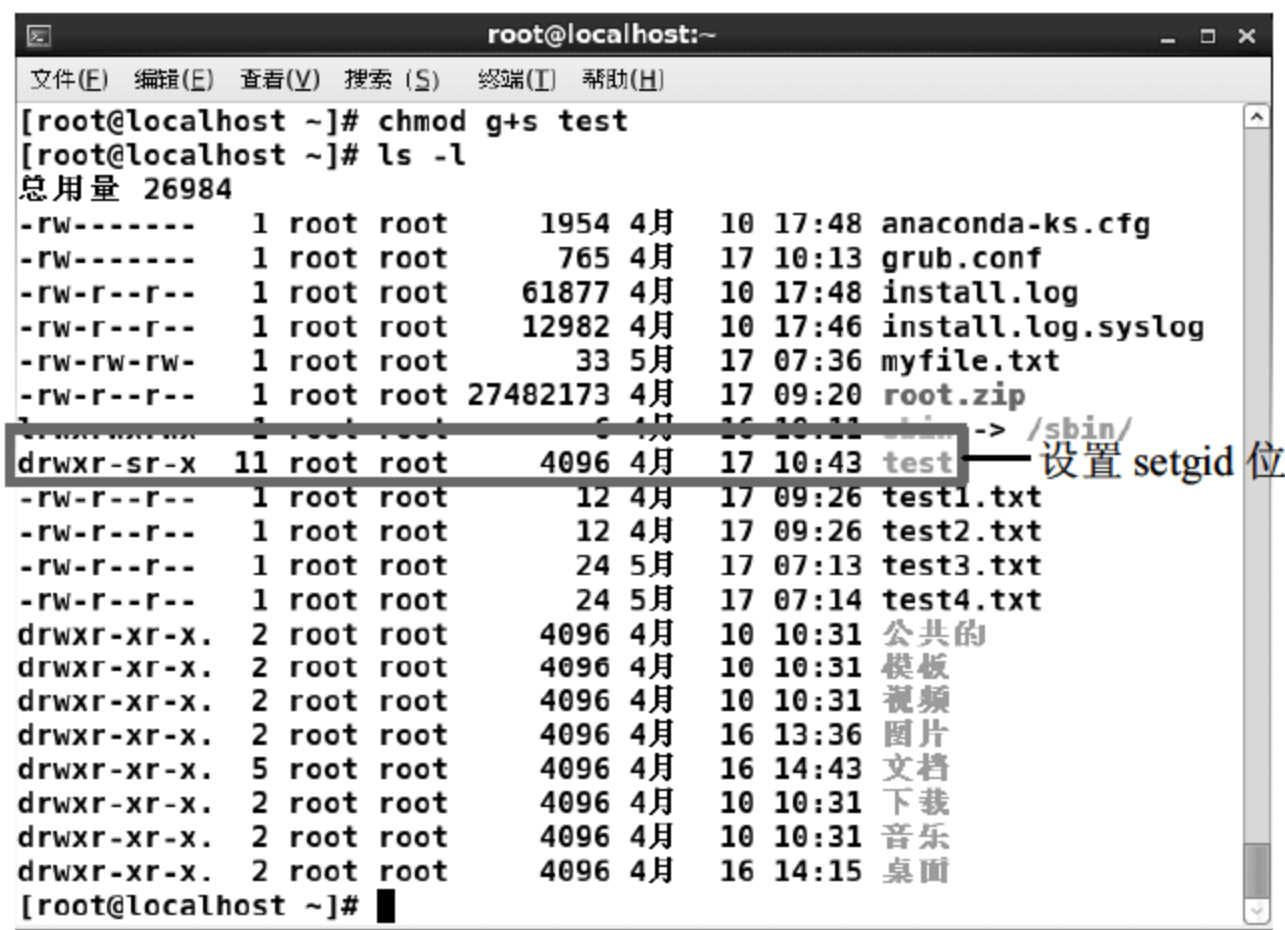 root@localhost:~
文件(F) 编辑(E) 查看(V) 搜索 (S) 终端(T) 帮助(H)
[root@localhost ~]# chmod g+s test
[root@localhost ~]# ls -l
总用量 26984
-rw------- 1 root root 1954 4月 10 17:48 anaconda-ks.cfg
-rw------- 1 root root 765 4月 17 10:13 grub.conf
-rw-r--r-- 1 root root 61877 4月 10 17:48 install.log
-rw-r--r-- 1 root root 12982 4月 10 17:46 install.log.syslog
-rw-rw-rw- 1 root root 33 5月 17 07:36 myfile.txt
-rw-r--r-- 1 root root 27482173 4月 17 09:20 root.zip
lrwxrwxrwx 1 root root 6 4月 16 10:11 sbin -> /sbin/
drwxr-sr-x 11 root root 4096 4月 17 10:43 test 设置 setgid 位
-rw-r--r-- 1 root root 12 4月 17 09:26 test1.txt
-rw-r--r-- 1 root root 12 4月 17 09:26 test2.txt
-rw-r--r-- 1 root root 24 5月 17 07:13 test3.txt
-rw-r--r-- 1 root root 24 5月 17 07:14 test4.txt
drwxr-xr-x. 2 root root 4096 4月 10 10:31 公共的
drwxr-xr-x. 2 root root 4096 4月 10 10:31 模板
drwxr-xr-x. 2 root root 4096 4月 10 10:31 视频
drwxr-xr-x. 2 root root 4096 4月 16 13:36 图片
drwxr-xr-x. 5 root root 4096 4月 16 14:43 文档
drwxr-xr-x. 2 root root 4096 4月 10 10:31 下载
drwxr-xr-x. 2 root root 4096 4月 10 10:31 音乐
drwxr-xr-x. 2 root root 4096 4月 16 14:15 桌面
[root@localhost ~]#